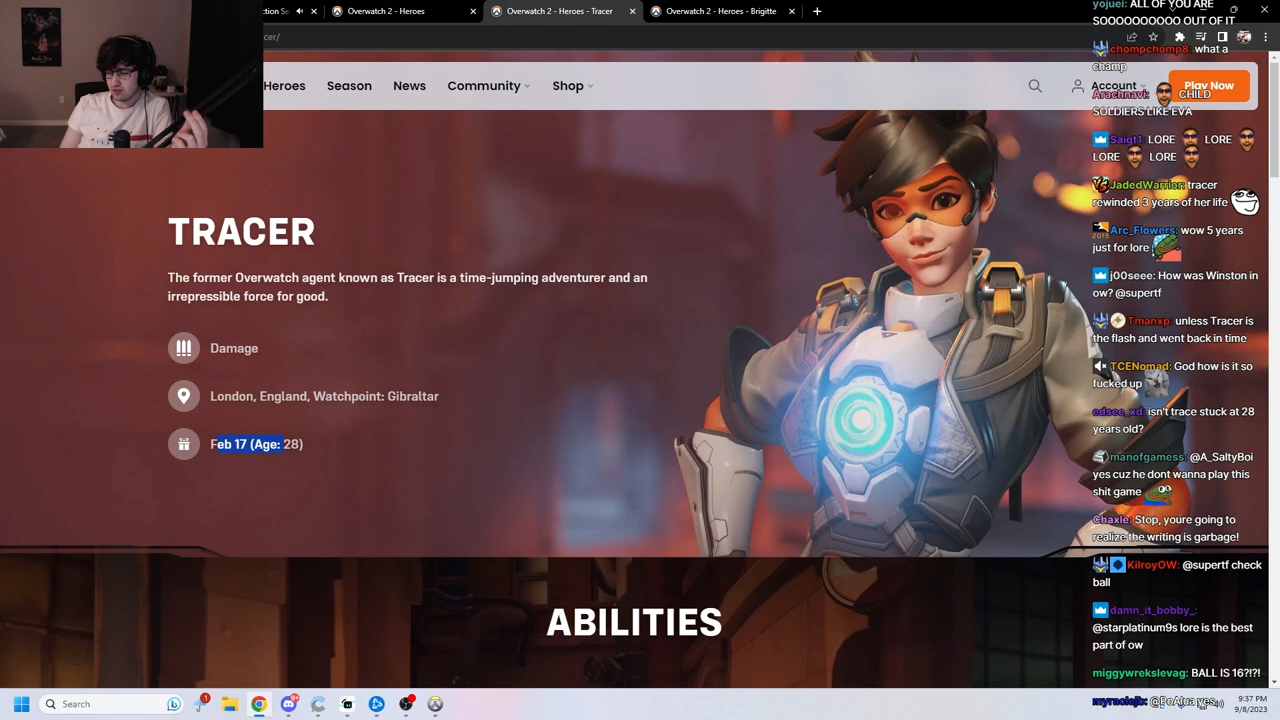 ction Se
Overwatch 2 - Heroes
Overwatch 2 - Heroes - Tracer
Overwatch 2 - Heroes - Brigitte
cer/
Heroes
Season
News
Community
Shop
Account
Play Now
TRACER
The former Overwatch agent known as Tracer is a time-jumping adventurer and an
irrepressible force for good.
Damage
London, England, Watchpoint: Gibraltar
Feb 17 (Age: 28)
ABILITIES
yojuei: ALL OF YOU ARE
SOOOOOOOOOO OUT OF IT
chompchomp8: what a
champ
Arachnavi: CHILD
SOLDIERS LIKE EVA
Saigt1: LORE LORE
LORE LORE
JadedWarrior: tracer
rewinded 3 years of her life
Arc_Flowers: wow 5 years
just for lore
j00seee: How was Winston in
ow? @supertf
Tmanxp: unless Tracer is
the flash and went back in time
TCENomad: God how is it so
fucked up
edsee_xd: isn't trace stuck at 28
years old?
manofgamess: @A_SaltyBoi
yes cuz he dont wanna play this
shit game
Chaxle: Stop, youre going to
realize the writing is garbage!
KilroyOW: @supertf check
ball
damn_it_bobby_:
@starplatinum9s lore is the best
part of ow
miggywrekslevag: BALL IS 16?!?!
Search
1
9+
9:37 PM
9/8/2023